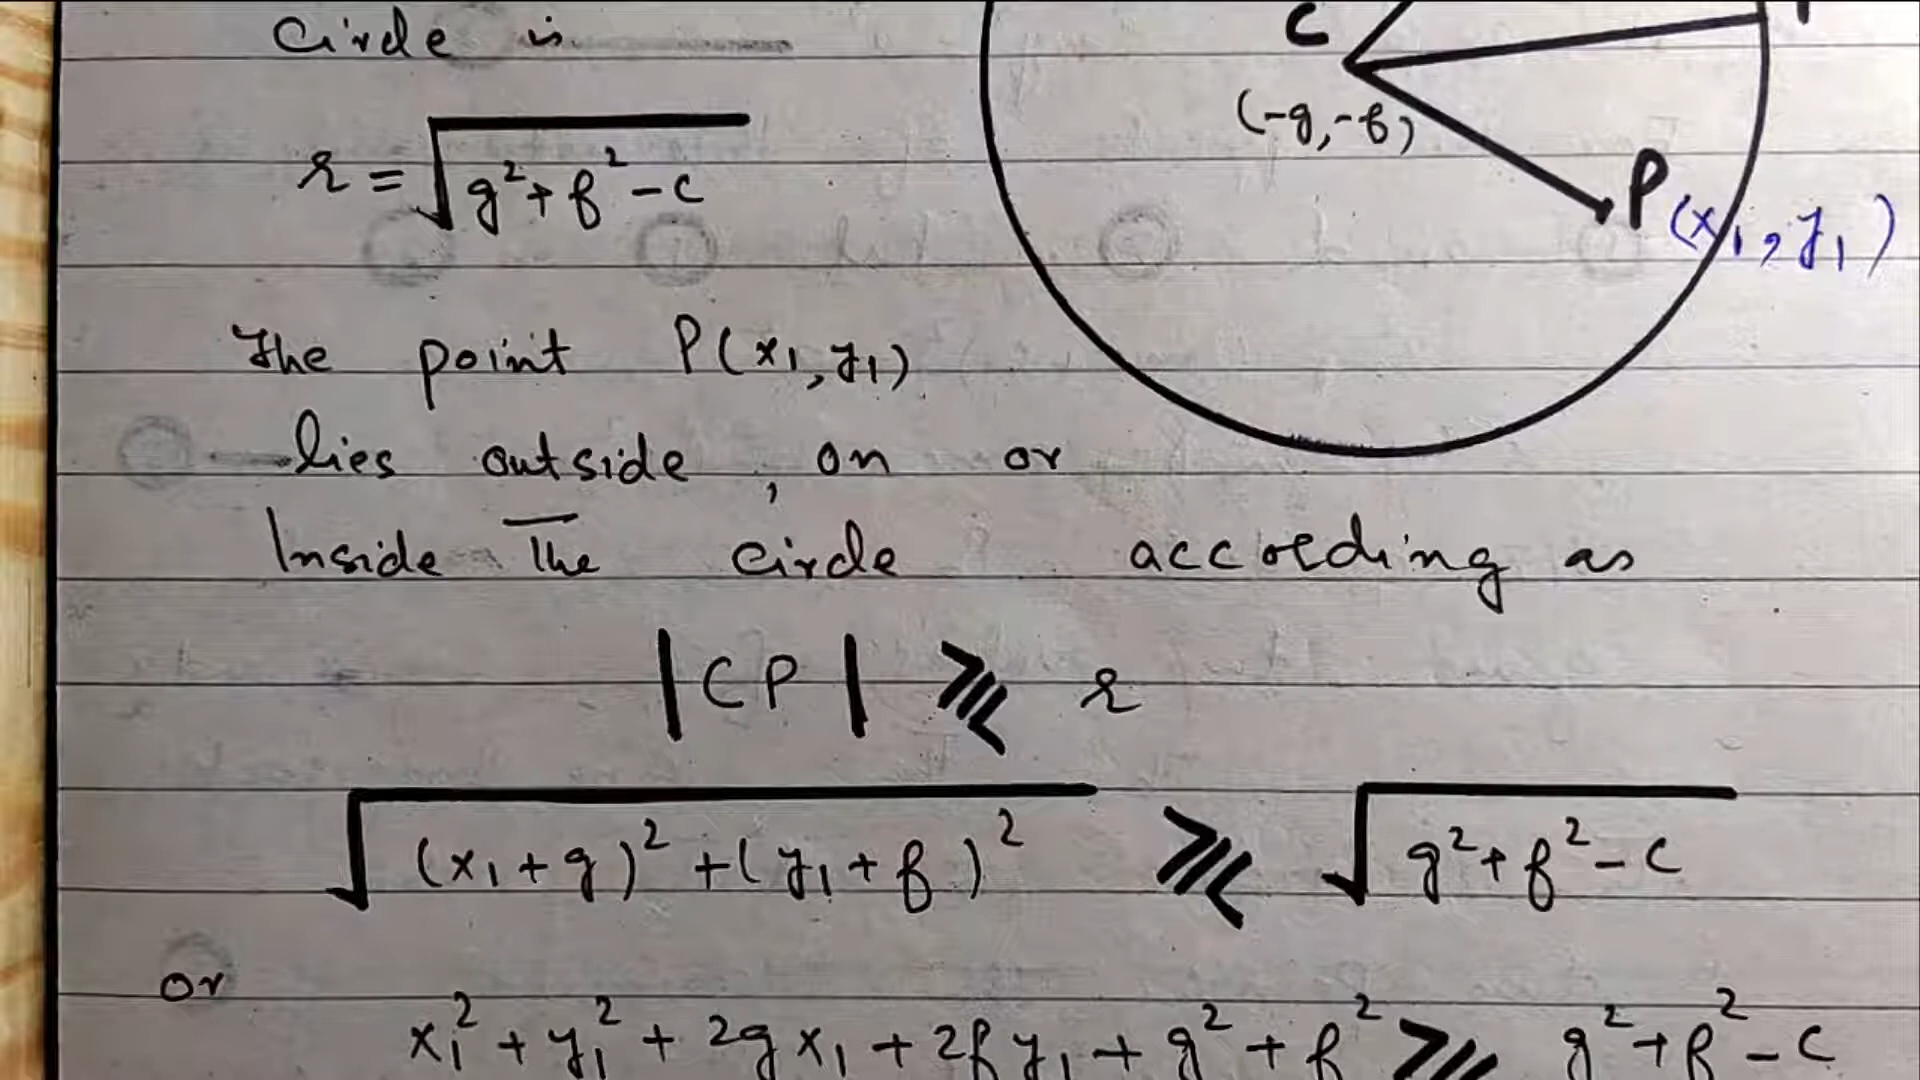 Circle is
C
(-g,-f)
r = √g²+f²-c
P(x₁,y₁)
The point P(x₁,y₁)
lies outside, on or
Inside The circle according as
|CP| ⪌ r
√(x₁+g)²+(y₁+f)² ⪌ √g²+f²-c
or
x₁²+y₁²+2gx₁+2fy₁+g²+f² ⪌ g²+f²-c